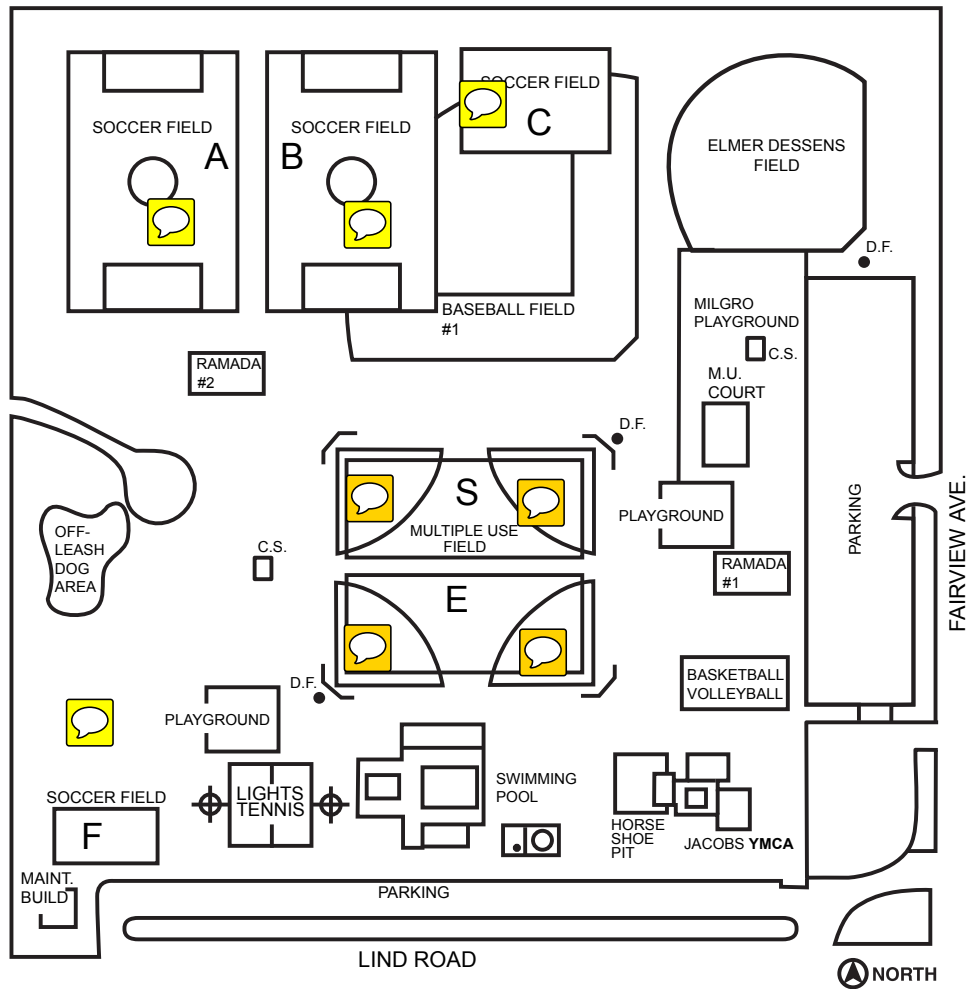 SOCCER FIELD
A
SOCCER FIELD
B
SOCCER FIELD
C
ELMER DESSENS
FIELD
D.F.
BASEBALL FIELD
#1
MILGRO
PLAYGROUND
C.S.
M.U.
COURT
RAMADA
#2
D.F.
S
MULTIPLE USE
FIELD
PLAYGROUND
PARKING
FAIRVIEW AVE.
OFF-
LEASH
DOG
AREA
C.S.
RAMADA
#1
E
D.F.
BASKETBALL
VOLLEYBALL
PLAYGROUND
SOCCER FIELD
F
LIGHTS
TENNIS
SWIMMING
POOL
HORSE
SHOE
PIT
JACOBS YMCA
MAINT.
BUILD
PARKING
LIND ROAD
NORTH